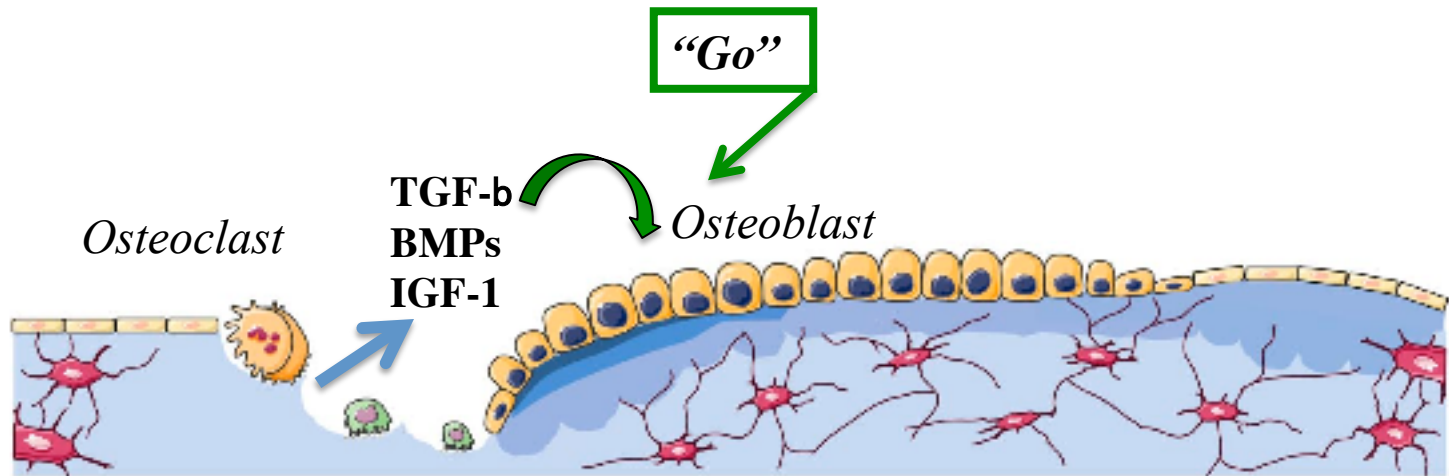 “Go”
TGF-b
BMPs
IGF-1
Osteoclast
Osteoblast